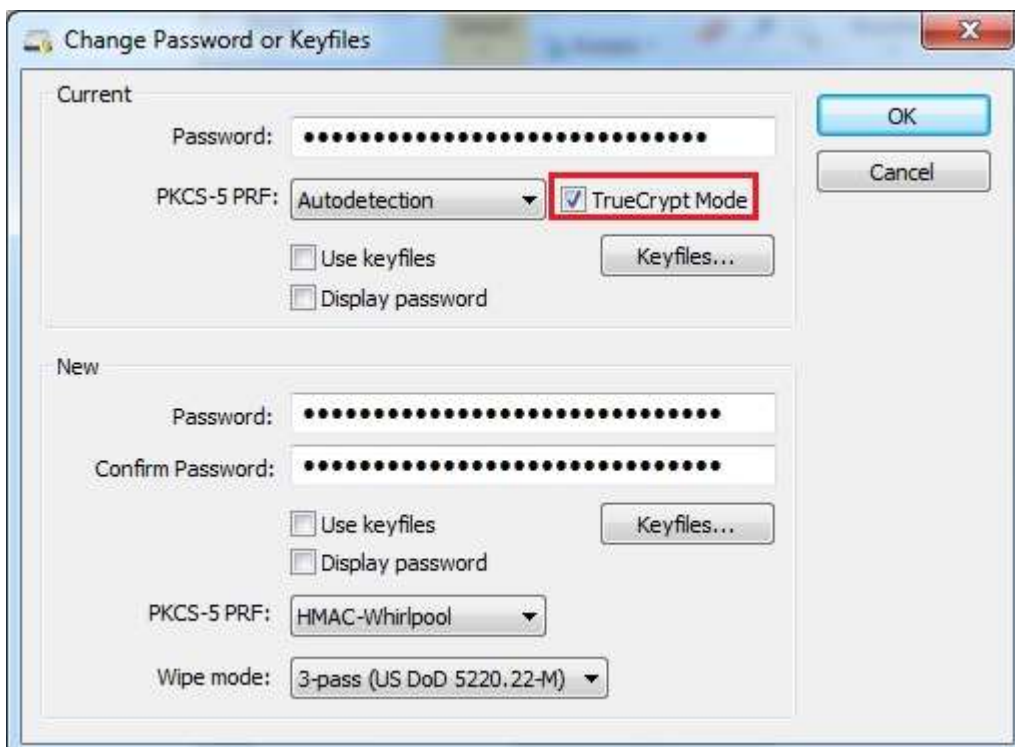 Change Password or Keyfiles
Current
OK
Password:
Cancel
PKCS-5 PRF: Autodetection TrueCrypt Mode
Use keyfiles Keyfiles...
Display password
New
Password:
Confirm Password:
Use keyfiles Keyfiles...
Display password
PKCS-5 PRF: HMAC-Whirlpool
Wipe mode: 3-pass (US DoD 5220.22-M)